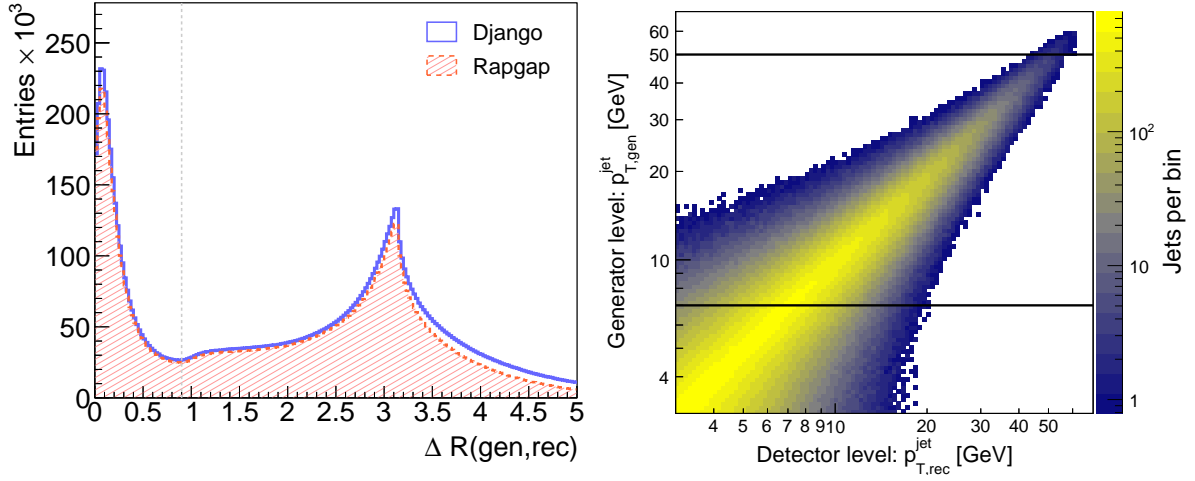 Entries × 10³
250
200
150
100
50
0
Django
Rapgap
0 0.5 1 1.5 2 2.5 3 3.5 4 4.5 5
Δ R(gen,rec)
Generator level: p^jet_T,gen [GeV]
60
50
40
30
20
10
4
4 5 6 7 8 9 10 20 30 40 50
Detector level: p^jet_T,rec [GeV]
10²
10
1
Jets per bin